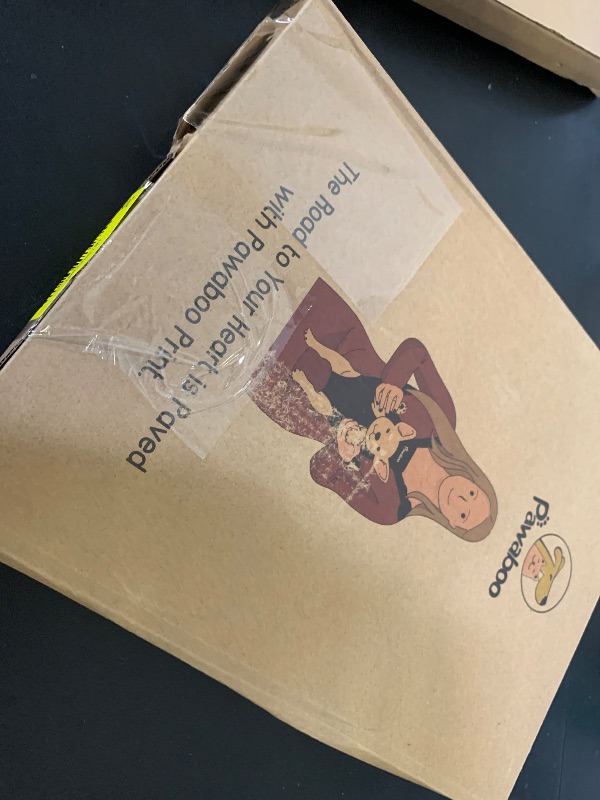 Pawaboo
The Road to Your Heart is Paved
with Pawaboo Print.